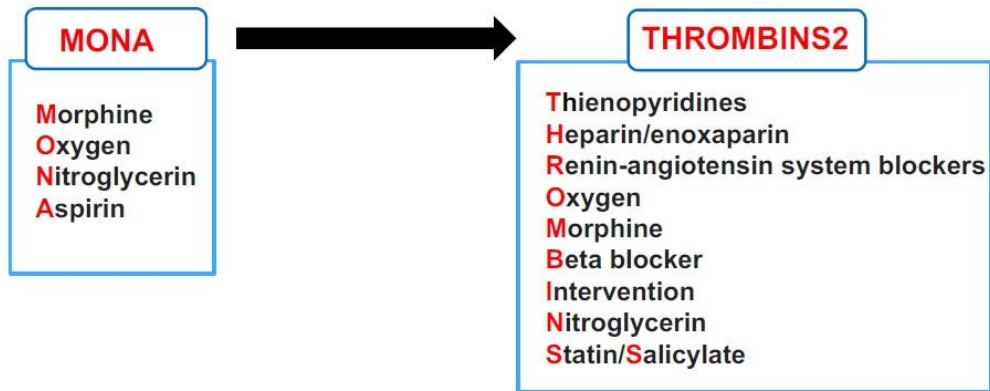 MONA
Morphine
Oxygen
Nitroglycerin
Aspirin
THROMBINS2
Thienopyridines
Heparin/enoxaparin
Renin-angiotensin system blockers
Oxygen
Morphine
Beta blocker
Intervention
Nitroglycerin
Statin/Salicylate